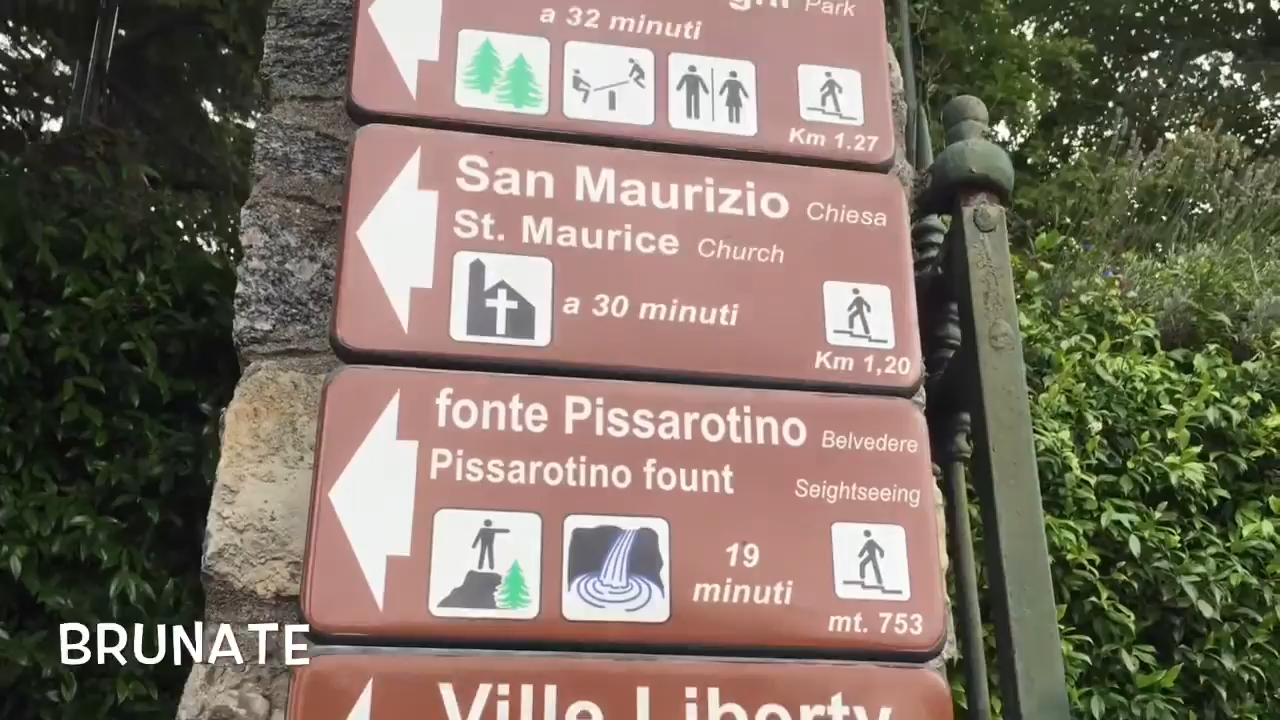 Park
a 32 minuti
Km 1.27
San Maurizio Chiesa
St. Maurice Church
a 30 minuti
Km 1,20
fonte Pissarotino Belvedere
Pissarotino fount Seightseeing
19
minuti
mt. 753
BRUNATE
Ville Liberty